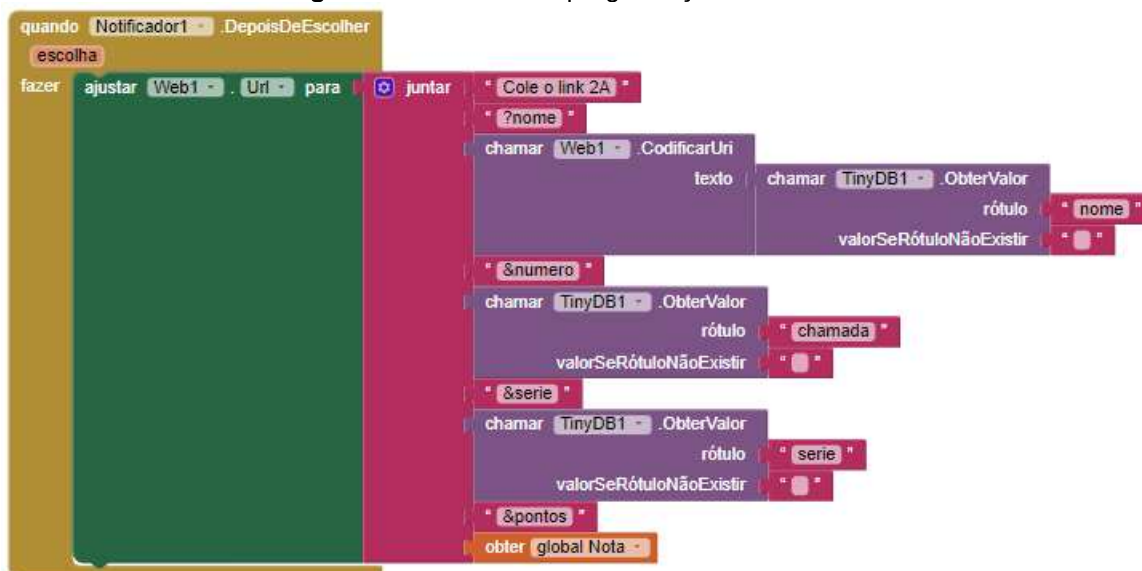 quando Notificador1 .DepoisDeEscolher
escolha
fazer ajustar Web1 . Url para juntar " Cole o link 2A "
" ?nome "
chamar Web1 .CodificarUri
texto chamar TinyDB1 .ObterValor
rótulo " nome "
valorSeRótuloNãoExistir " "
" &numero "
chamar TinyDB1 .ObterValor
rótulo " chamada "
valorSeRótuloNãoExistir " "
" &serie "
chamar TinyDB1 .ObterValor
rótulo " serie "
valorSeRótuloNãoExistir " "
" &pontos "
obter global Nota